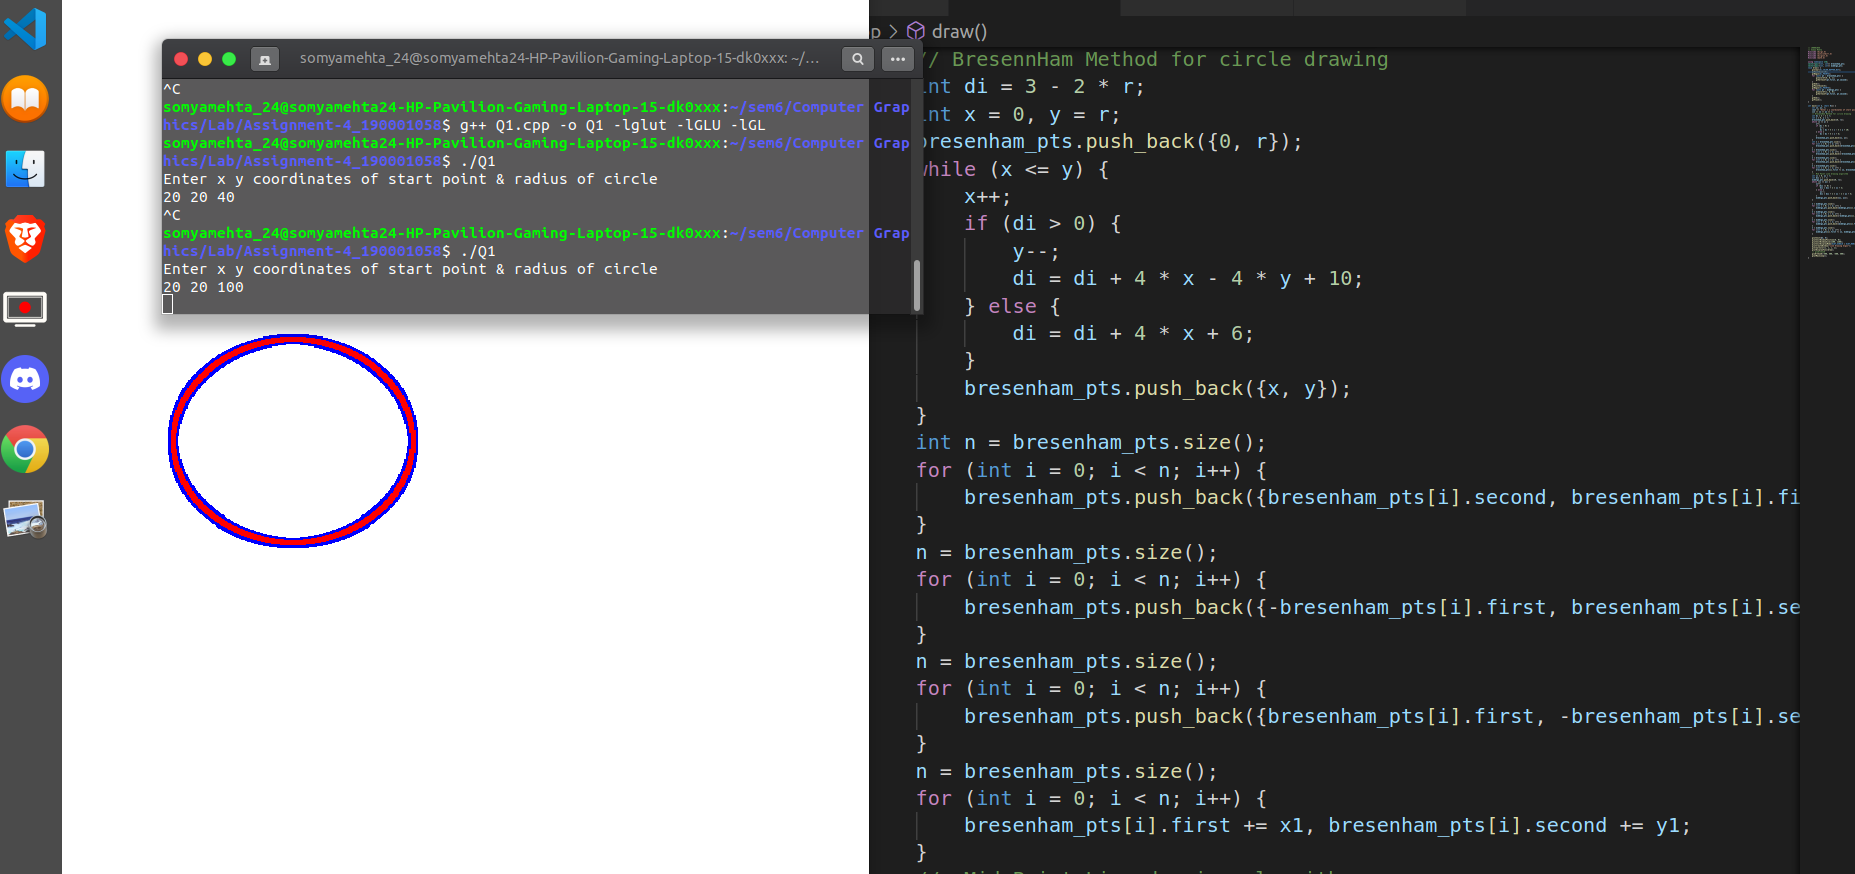 somyamehta_24@somyamehta24-HP-Pavilion-Gaming-Laptop-15-dk0xxx: ~/...
^C
somyamehta_24@somyamehta24-HP-Pavilion-Gaming-Laptop-15-dk0xxx:~/sem6/Computer Grap
hics/Lab/Assignment-4_190001058$ g++ Q1.cpp -o Q1 -lglut -lGLU -lGL
somyamehta_24@somyamehta24-HP-Pavilion-Gaming-Laptop-15-dk0xxx:~/sem6/Computer Grap
hics/Lab/Assignment-4_190001058$ ./Q1
Enter x y coordinates of start point & radius of circle
20 20 40
^C
somyamehta_24@somyamehta24-HP-Pavilion-Gaming-Laptop-15-dk0xxx:~/sem6/Computer Grap
hics/Lab/Assignment-4_190001058$ ./Q1
Enter x y coordinates of start point & radius of circle
20 20 100
p > draw()
// BresennHam Method for circle drawing
int di = 3 - 2 * r;
int x = 0, y = r;
bresenham_pts.push_back({0, r});
while (x <= y) {
x++;
if (di > 0) {
y--;
di = di + 4 * x - 4 * y + 10;
} else {
di = di + 4 * x + 6;
}
bresenham_pts.push_back({x, y});
}
int n = bresenham_pts.size();
for (int i = 0; i < n; i++) {
bresenham_pts.push_back({bresenham_pts[i].second, bresenham_pts[i].fi
}
n = bresenham_pts.size();
for (int i = 0; i < n; i++) {
bresenham_pts.push_back({-bresenham_pts[i].first, bresenham_pts[i].se
}
n = bresenham_pts.size();
for (int i = 0; i < n; i++) {
bresenham_pts.push_back({bresenham_pts[i].first, -bresenham_pts[i].se
}
n = bresenham_pts.size();
for (int i = 0; i < n; i++) {
bresenham_pts[i].first += x1, bresenham_pts[i].second += y1;
}